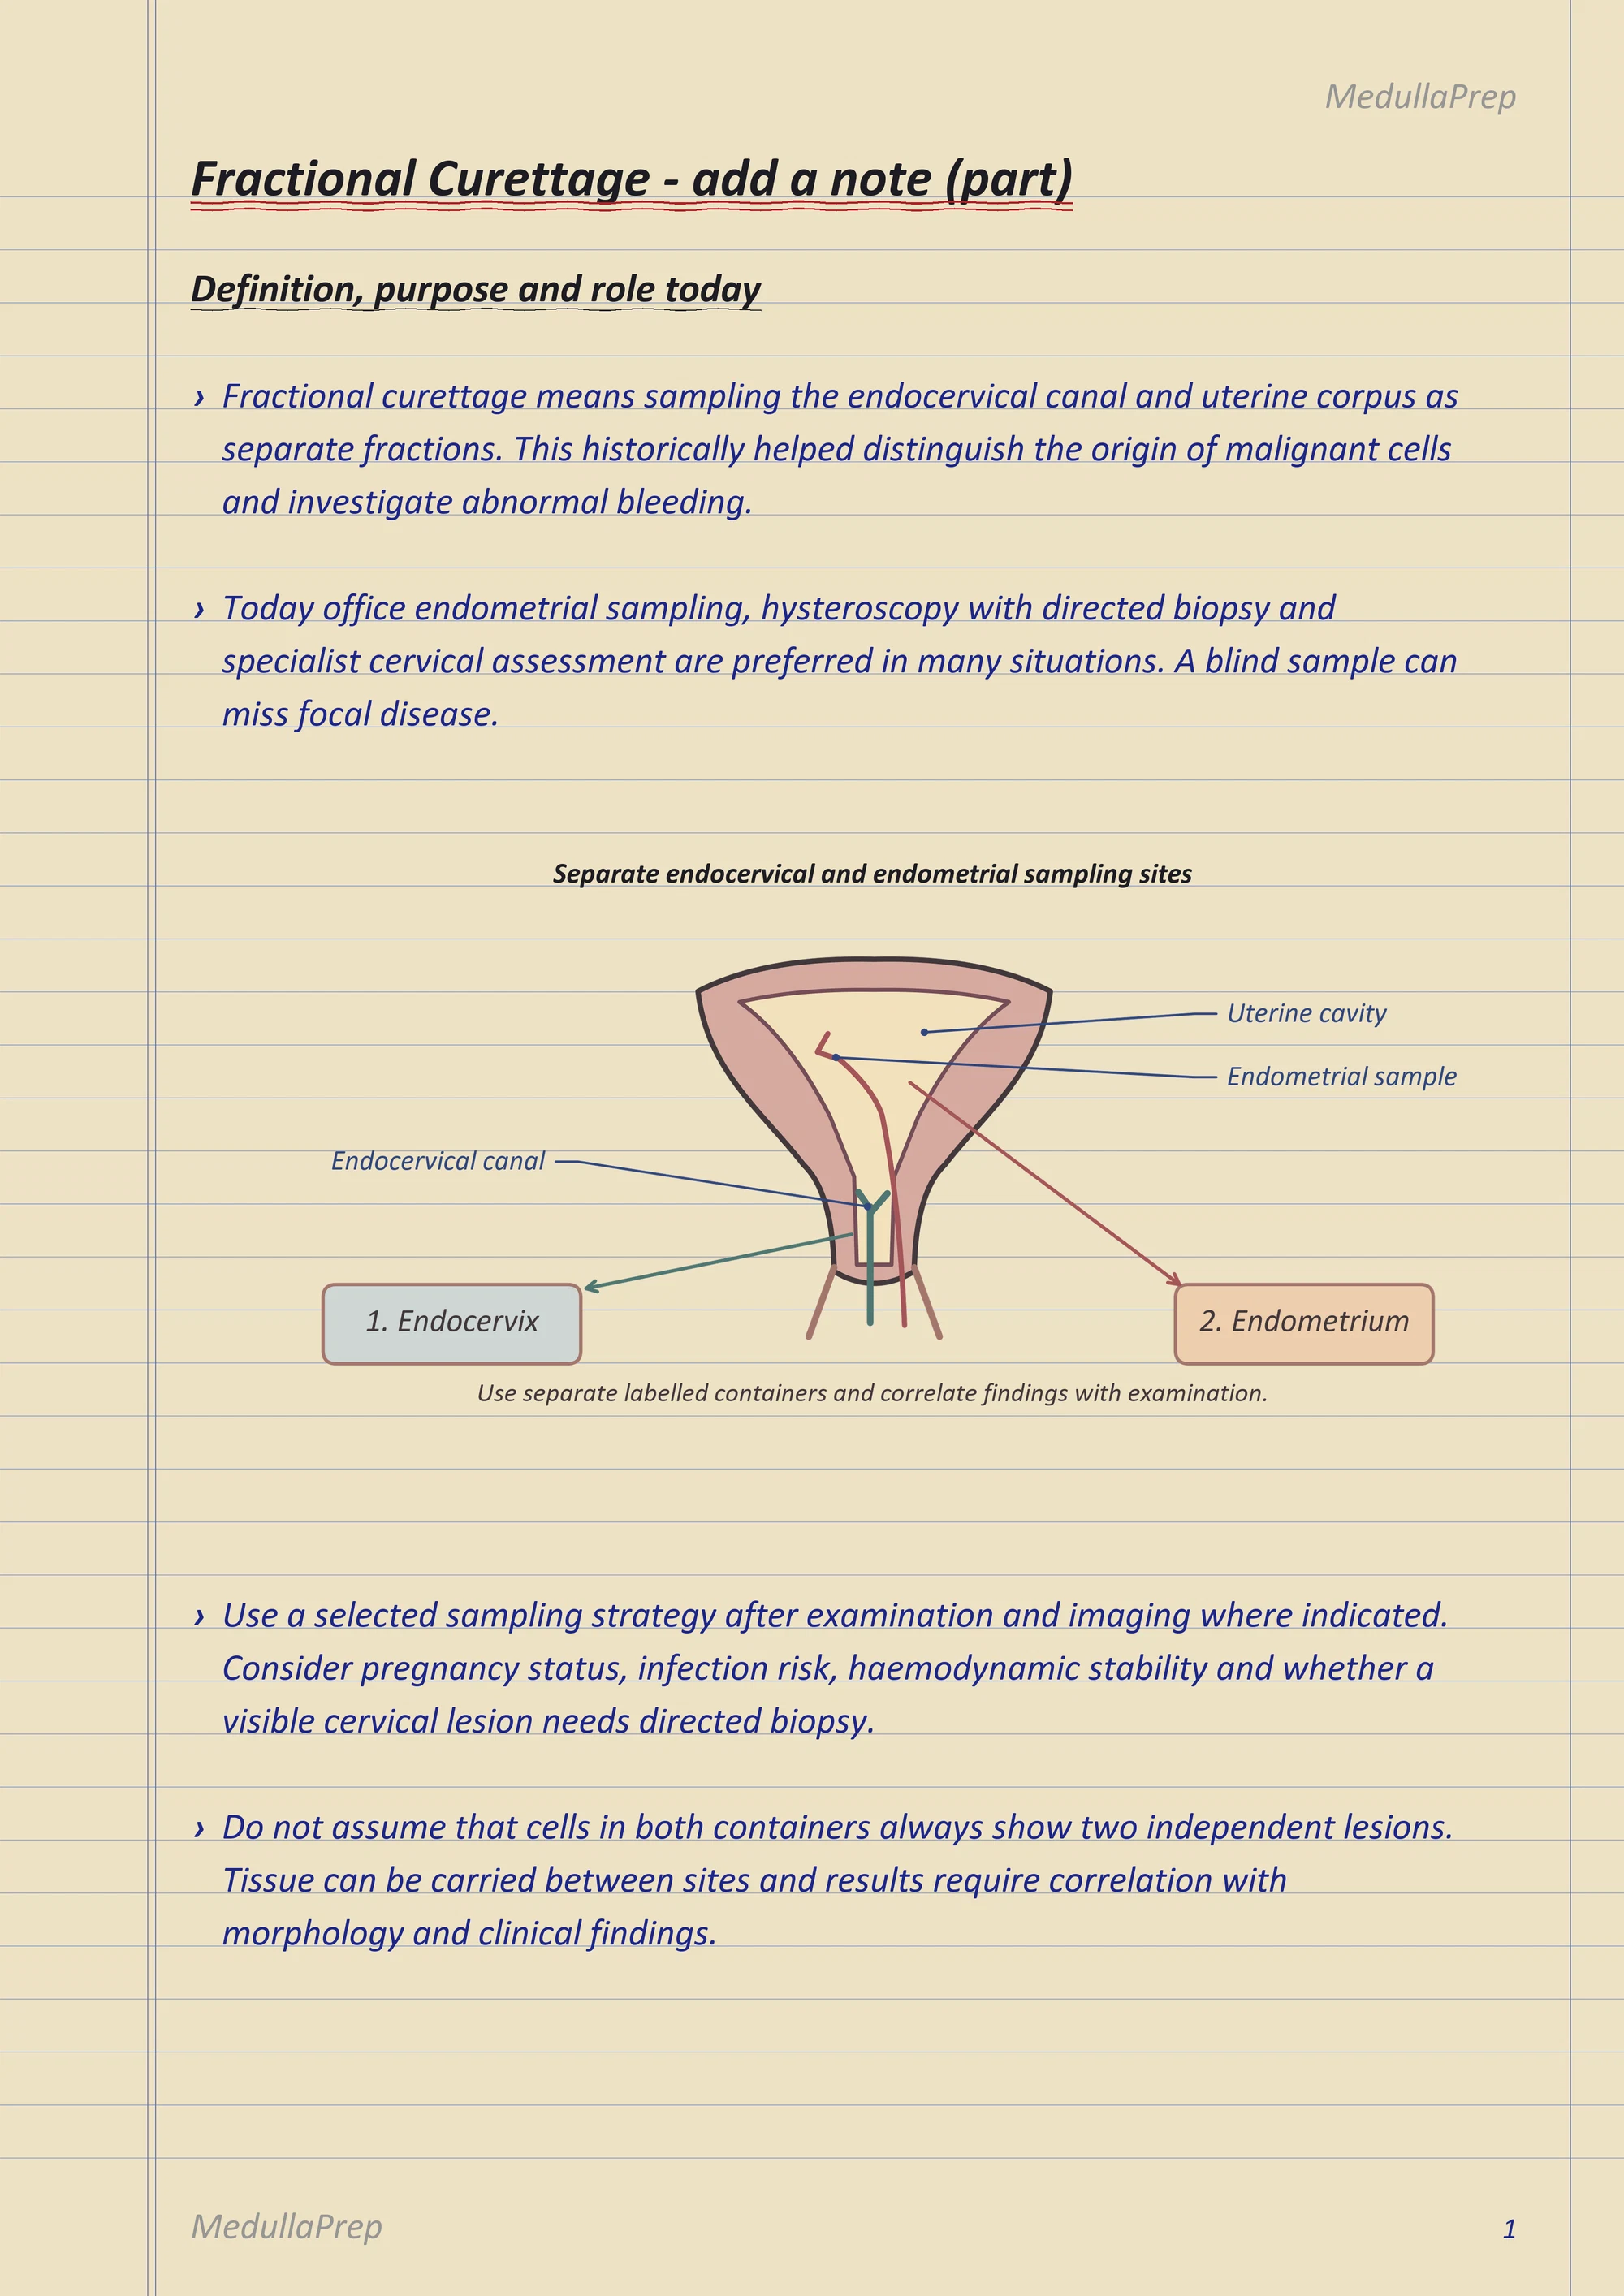 MedullaPrep
Fractional Curettage - add a note (part)
Definition, purpose and role today
› Fractional curettage means sampling the endocervical canal and uterine corpus as
separate fractions. This historically helped distinguish the origin of malignant cells
and investigate abnormal bleeding.
› Today office endometrial sampling, hysteroscopy with directed biopsy and
specialist cervical assessment are preferred in many situations. A blind sample can
miss focal disease.
Separate endocervical and endometrial sampling sites
Uterine cavity
Endometrial sample
Endocervical canal
1. Endocervix
2. Endometrium
Use separate labelled containers and correlate findings with examination.
› Use a selected sampling strategy after examination and imaging where indicated.
Consider pregnancy status, infection risk, haemodynamic stability and whether a
visible cervical lesion needs directed biopsy.
› Do not assume that cells in both containers always show two independent lesions.
Tissue can be carried between sites and results require correlation with
morphology and clinical findings.
MedullaPrep
1